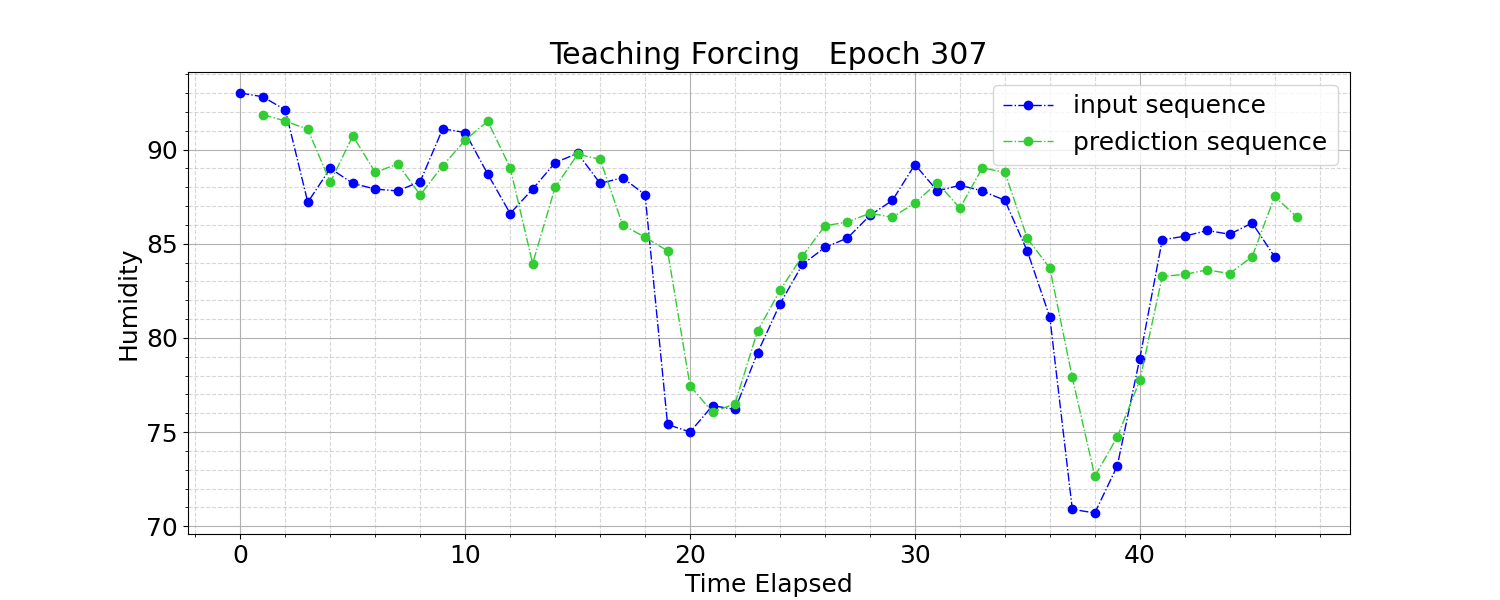 Teaching Forcing   Epoch 307
input sequence
prediction sequence
Humidity
90
85
80
75
70
0 10 20 30 40
Time Elapsed